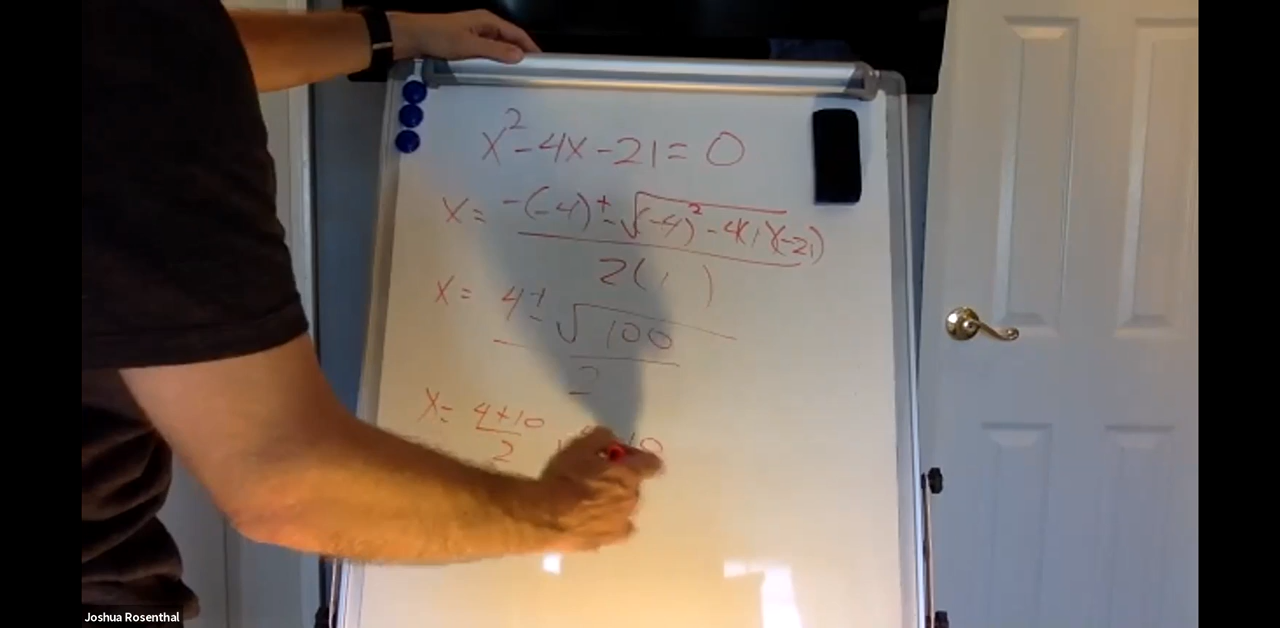 x²-4x-21=0
x = -(-4) ± √(-4)² - 4(1)(-21)
2(1)
x = 4 ± √100
2
x = 4+10
2
10
Joshua Rosenthal